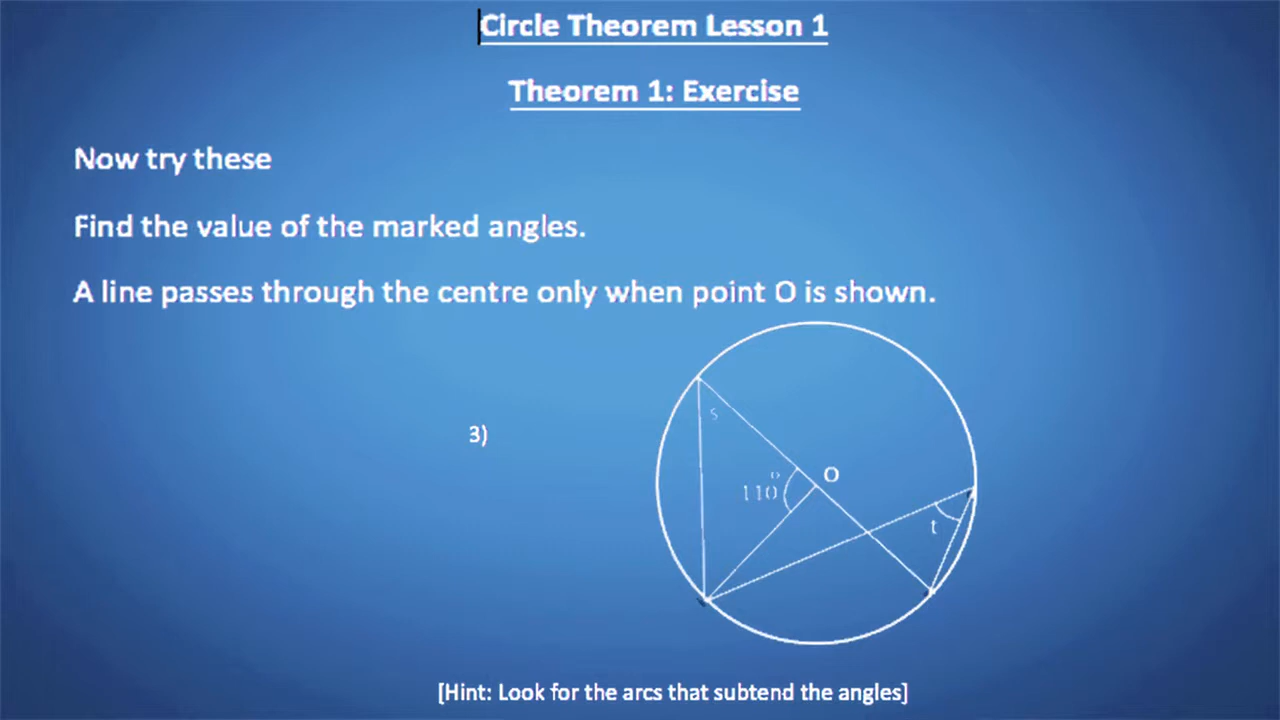 Circle Theorem Lesson 1
Theorem 1: Exercise
Now try these
Find the value of the marked angles.
A line passes through the centre only when point O is shown.
3)
s
110°
O
t
[Hint: Look for the arcs that subtend the angles]